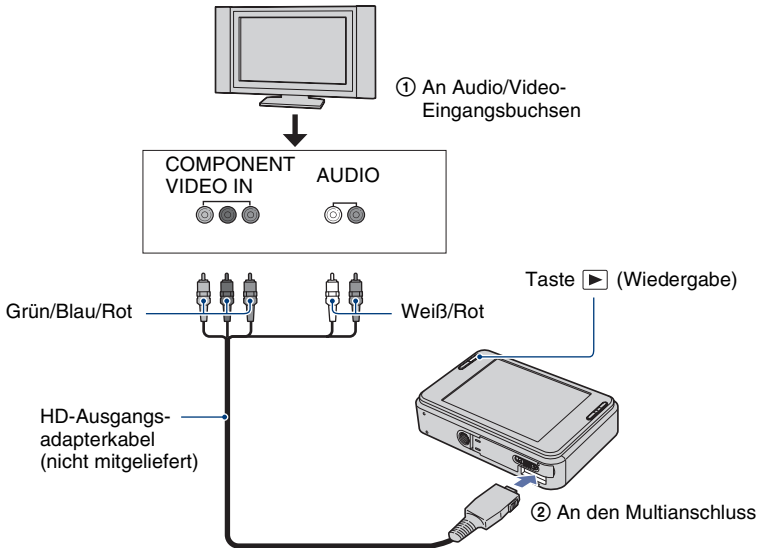 ① An Audio/Video-
Eingangsbuchsen
COMPONENT
VIDEO IN
AUDIO
Taste ▶ (Wiedergabe)
Grün/Blau/Rot
Weiß/Rot
HD-Ausgangs-
adapterkabel
(nicht mitgeliefert)
② An den Multianschluss